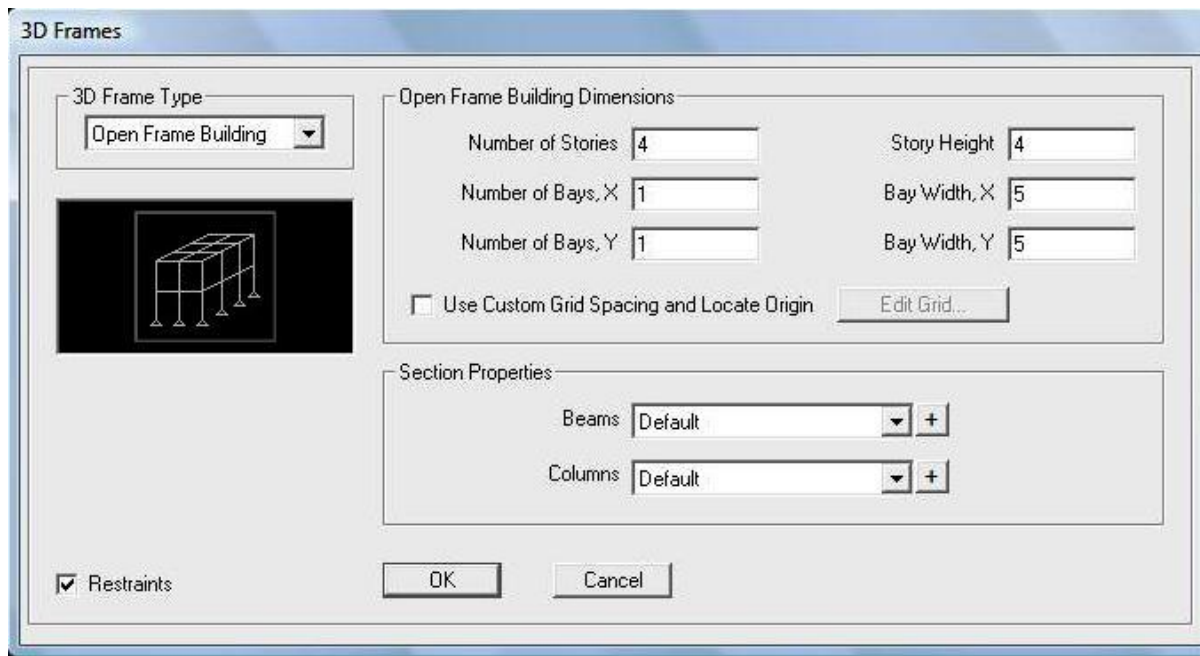 3D Frames
3D Frame Type
Open Frame Building
Open Frame Building Dimensions
Number of Stories 4 Story Height 4
Number of Bays, X 1 Bay Width, X 5
Number of Bays, Y 1 Bay Width, Y 5
Use Custom Grid Spacing and Locate Origin Edit Grid...
Section Properties
Beams Default +
Columns Default +
Restraints OK Cancel